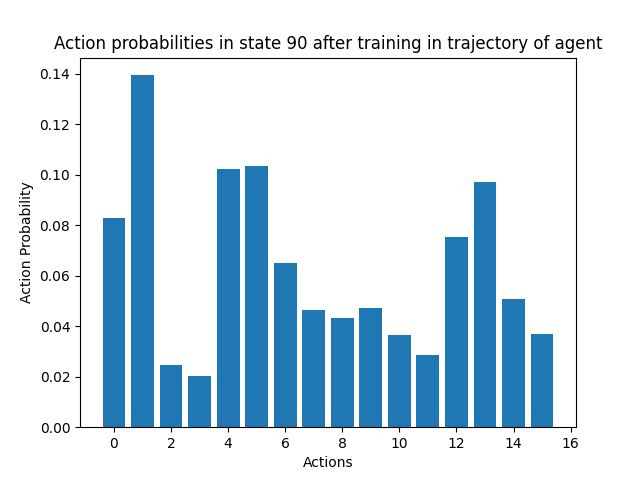 Action probabilities in state 90 after training in trajectory of agent
0.14
0.12
0.10
0.08
0.06
0.04
0.02
0.00
Action Probability
0 2 4 6 8 10 12 14 16
Actions